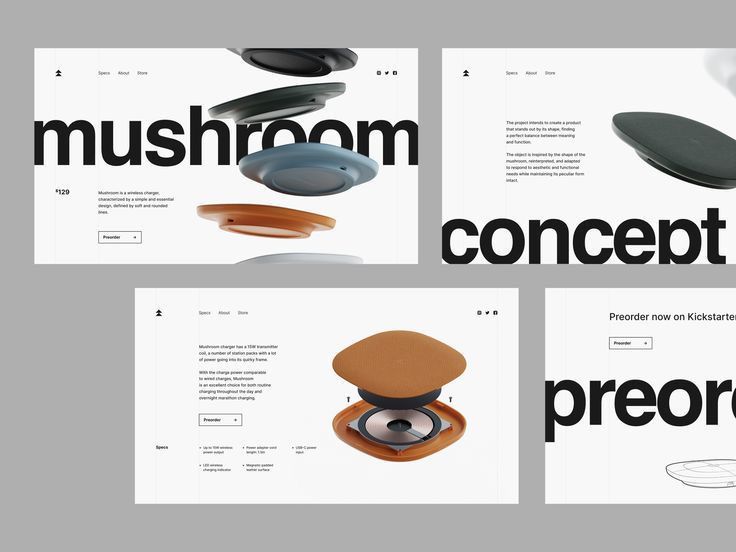 Specs About Store
mushroom
$129
Mushroom is a wireless charger,
characterized by a simple and essential
design, defined by soft and rounded
lines.
Preorder →
Specs About Store
The project intends to create a product
that stands out by its shape, finding
a perfect balance between meaning
and function.
The object is inspired by the shape of the
mushroom, reinterpreted, and adapted
to respond to aesthetic and functional
needs while maintaining its peculiar form
intact.
concept
Specs About Store
Mushroom charger has a 15W transmitter
coil, a number of station packs with a lot
of power going into its quirky frame.
With the charge power comparable
to wired charges, Mushroom
is an excellent choice for both routine
charging throughout the day and
overnight marathon charging.
Preorder →
Specs
Up to 15W wireless
power output
Power adapter cord
length: 1.5m
USB-C power
input
LED wireless
charging indicator
Magnetic padded
leather surface
Preorder now on Kickstarter
Preorder →
preor